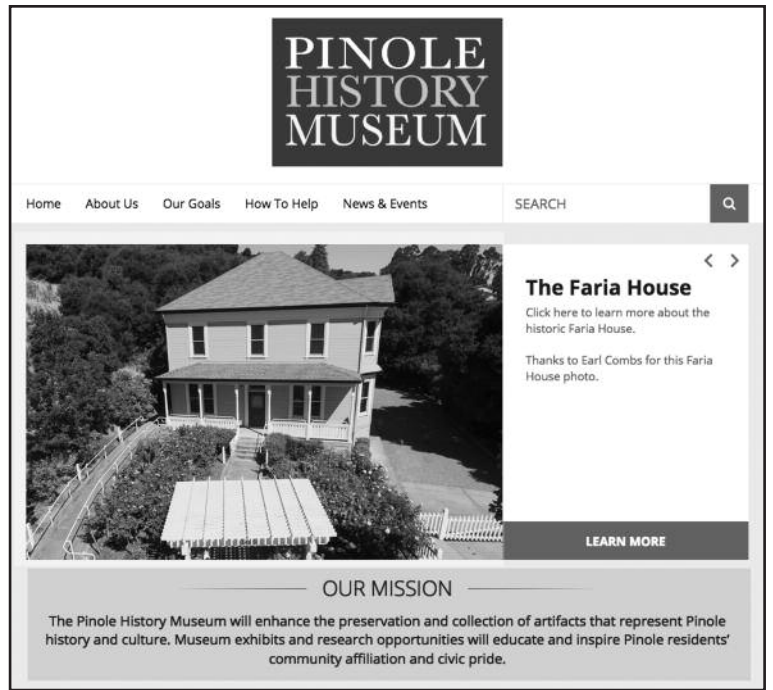 PINOLE
HISTORY
MUSEUM
Home About Us Our Goals How To Help News & Events SEARCH
The Faria House
Click here to learn more about the
historic Faria House.
Thanks to Earl Combs for this Faria
House photo.
LEARN MORE
OUR MISSION
The Pinole History Museum will enhance the preservation and collection of artifacts that represent Pinole
history and culture. Museum exhibits and research opportunities will educate and inspire Pinole residents’
community affiliation and civic pride.